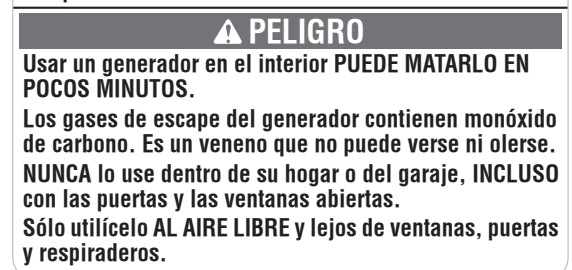 PELIGRO
Usar un generador en el interior PUEDE MATARLO EN
POCOS MINUTOS.
Los gases de escape del generador contienen monóxido
de carbono. Es un veneno que no puede verse ni olerse.
NUNCA lo use dentro de su hogar o del garaje, INCLUSO
con las puertas y las ventanas abiertas.
Sólo utilícelo AL AIRE LIBRE y lejos de ventanas, puertas
y respiraderos.